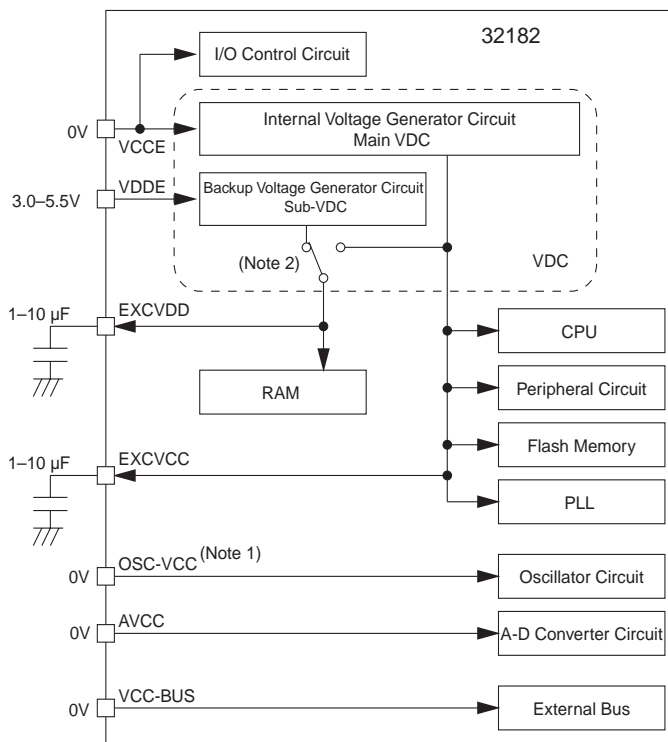 32182
I/O Control Circuit
Internal Voltage Generator Circuit
Main VDC
0V
VCCE
VDDE
3.0–5.5V
Backup Voltage Generator Circuit
Sub-VDC
(Note 2)
VDC
1–10 µF
EXCVDD
CPU
RAM
Peripheral Circuit
Flash Memory
1–10 µF
EXCVCC
PLL
OSC-VCC (Note 1)
0V
Oscillator Circuit
AVCC
0V
A-D Converter Circuit
VCC-BUS
0V
External Bus